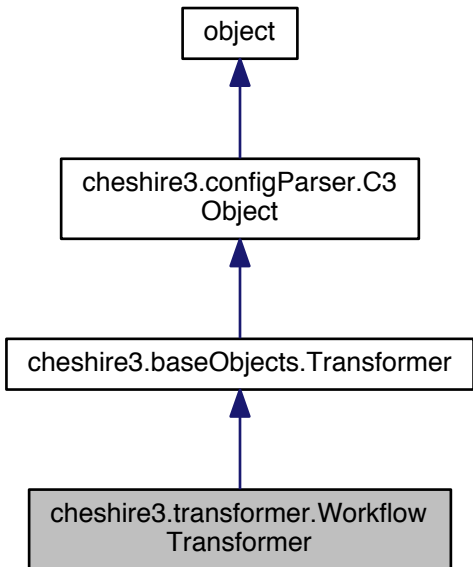 object
cheshire3.configParser.C3
Object
cheshire3.baseObjects.Transformer
cheshire3.transformer.Workflow
Transformer